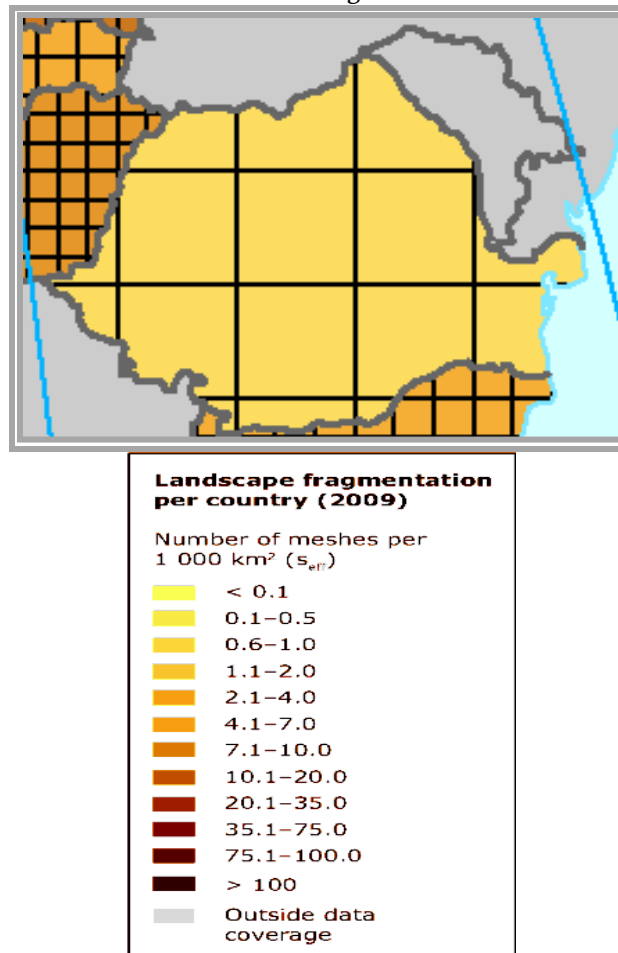 Landscape fragmentation
per country (2009)
Number of meshes per
1 000 km² (s_eff)
< 0.1
0.1–0.5
0.6–1.0
1.1–2.0
2.1–4.0
4.1–7.0
7.1–10.0
10.1–20.0
20.1–35.0
35.1–75.0
75.1–100.0
> 100
Outside data
coverage